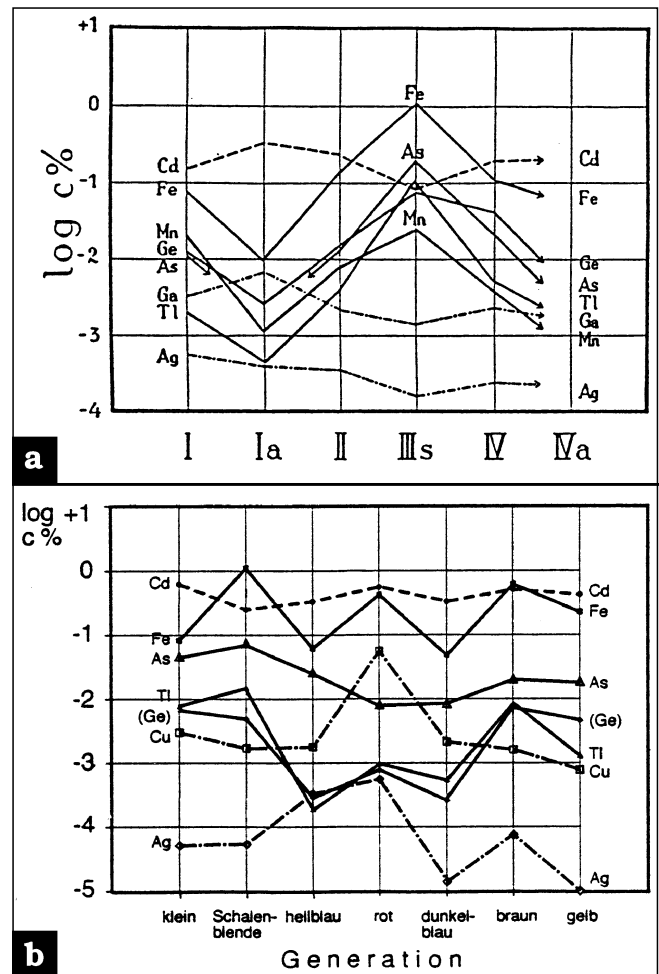 +1
0
-1
-2
-3
-4
log c%
Cd
Fe
Mn
Ge
As
Ga
Tl
Ag
Fe
As
Mn
Cd
Fe
Ge
As
Tl
Ga
Mn
Ag
I Ia II IIIs IV IVa
a
log +1
c%
0
-1
-2
-3
-4
-5
Cd
Fe
As
Tl
(Ge)
Cu
Ag
Cd
Fe
As
(Ge)
Tl
Cu
Ag
klein Schalen- hellblau rot dunkel- braun gelb
blende blau
Generation
b